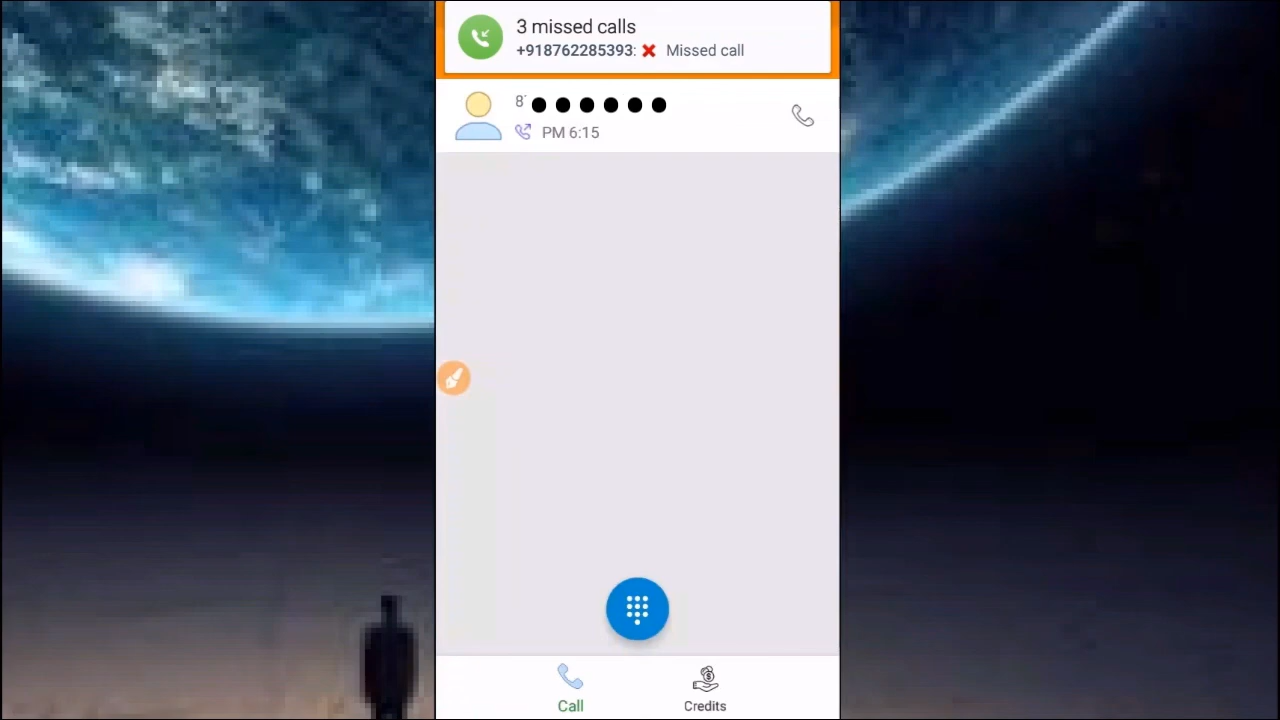 3 missed calls
+918762285393: ❌ Missed call
8
PM 6:15
Call
Credits